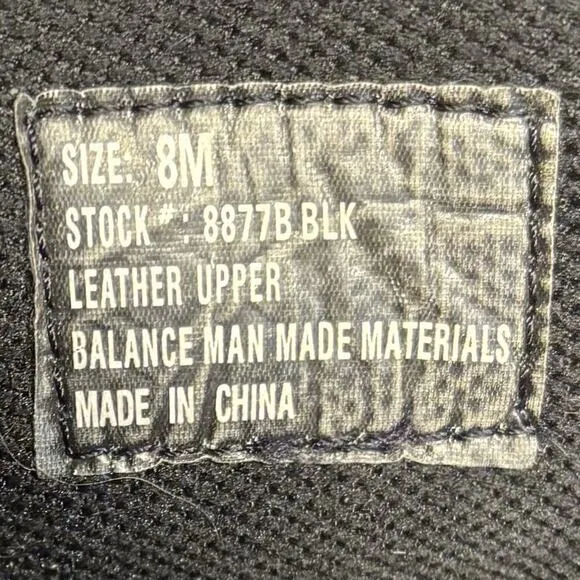 SIZE: 8M
STOCK #: 8877B.BLK
LEATHER UPPER
BALANCE MAN MADE MATERIALS
MADE IN CHINA